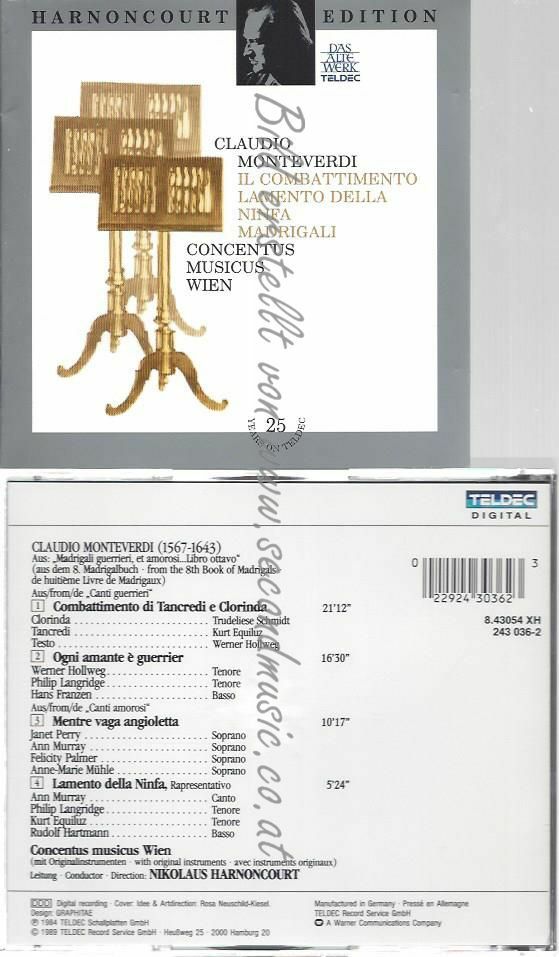 HARNONCOURT EDITION
DAS
ALTE
WERK
TELDEC
CLAUDIO
MONTEVERDI
IL COMBATTIMENTO
LAMENTO DELLA
NINFA
MADRIGALI
CONCENTUS
MUSICUS
WIEN
25
YEARS ON TELDEC
Bild erstellt von www.secondmusic.co.at
TELDEC
DIGITAL
CLAUDIO MONTEVERDI (1567-1643)
Aus: „Madrigali guerrieri, et amorosi...Libro ottavo“
(aus dem 8. Madrigalbuch · from the 8th Book of Madrigals
de huitième Livre de Madrigaux)
Aus/from/de „Canti guerrieri“
1 Combattimento di Tancredi e Clorinda 21'12"
Clorinda Trudeliese Schmidt
Tancredi Kurt Equiluz
Testo Werner Hollweg
2 Ogni amante è guerrier 16'30"
Werner Hollweg Tenore
Philip Langridge Tenore
Hans Franzen Basso
Aus/from/de „Canti amorosi“
3 Mentre vaga angioletta 10'17"
Janet Perry Soprano
Ann Murray Soprano
Felicity Palmer Soprano
Anne-Marie Mühle Soprano
4 Lamento della Ninfa, Rapresentativo 5'24"
Ann Murray Canto
Philip Langridge Tenore
Kurt Equiluz Tenore
Rudolf Hartmann Basso
Concentus musicus Wien
(mit Originalinstrumenten · with original instruments · avec instruments originaux)
Leitung · Conductor · Direction: NIKOLAUS HARNONCOURT
0 22924 30362 3
8.43054 XH
243 036-2
DDD Digital recording · Cover: Idee & Artdirection: Rosa Neuschild-Kiesel.
Design: GRAPHITAE
℗ 1984 TELDEC Schallplatten GmbH
© 1989 TELDEC Record Service GmbH · Heußweg 25 · 2000 Hamburg 20
Manufactured in Germany · Pressé en Allemagne
TELDEC Record Service GmbH
A Warner Communications Company